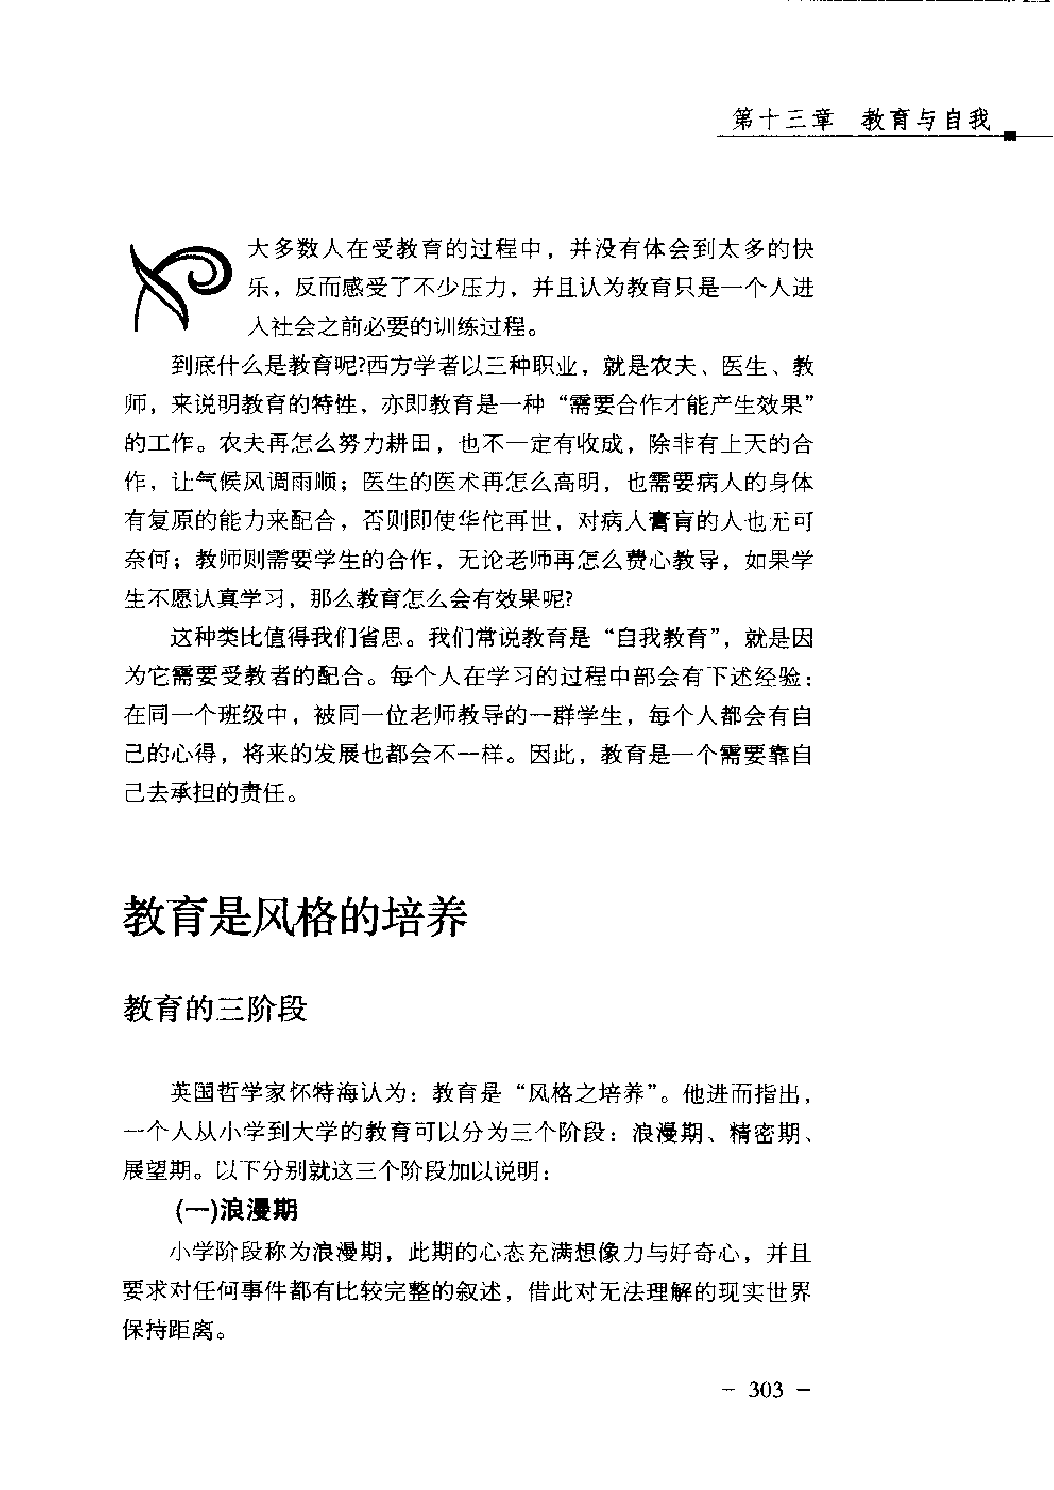 第十三章 教育与自我
大多数人在受教育的过程中，并没有体会到太多的快
乐，反而感受了不少压力，并且认为教育只是一个人进
入社会之前必要的训练过程。
到底什么是教育呢?西方学者以三种职业，就是农夫、医生、教
师，来说明教育的特性，亦即教育是一种“需要合作才能产生效果”
的工作。农夫再怎么努力耕田，也不一定有收成，除非有上天的合
作，让气候风调雨顺；医生的医术再怎么高明，也需要病人的身体
有复原的能力来配合，否则即使华佗再世，对病人膏肓的人也无可
奈何；教师则需要学生的合作，无论老师再怎么费心教导，如果学
生不愿认真学习，那么教育怎么会有效果呢?
这种类比值得我们省思。我们常说教育是“自我教育”，就是因
为它需要受教者的配合。每个人在学习的过程中部会有下述经验：
在同一个班级中，被同一位老师教导的一群学生，每个人都会有自
己的心得，将来的发展也都会不一样。因此，教育是一个需要靠自
己去承担的责任。
教育是风格的培养
教育的三阶段
英国哲学家怀特海认为：教育是“风格之培养”。他进而指出，
一个人从小学到大学的教育可以分为三个阶段：浪漫期、精密期、
展望期。以下分别就这三个阶段加以说明：
(一)浪漫期
小学阶段称为浪漫期，此期的心态充满想像力与好奇心，并且
要求对任何事件都有比较完整的叙述，借此对无法理解的现实世界
保持距离。
- 303 -